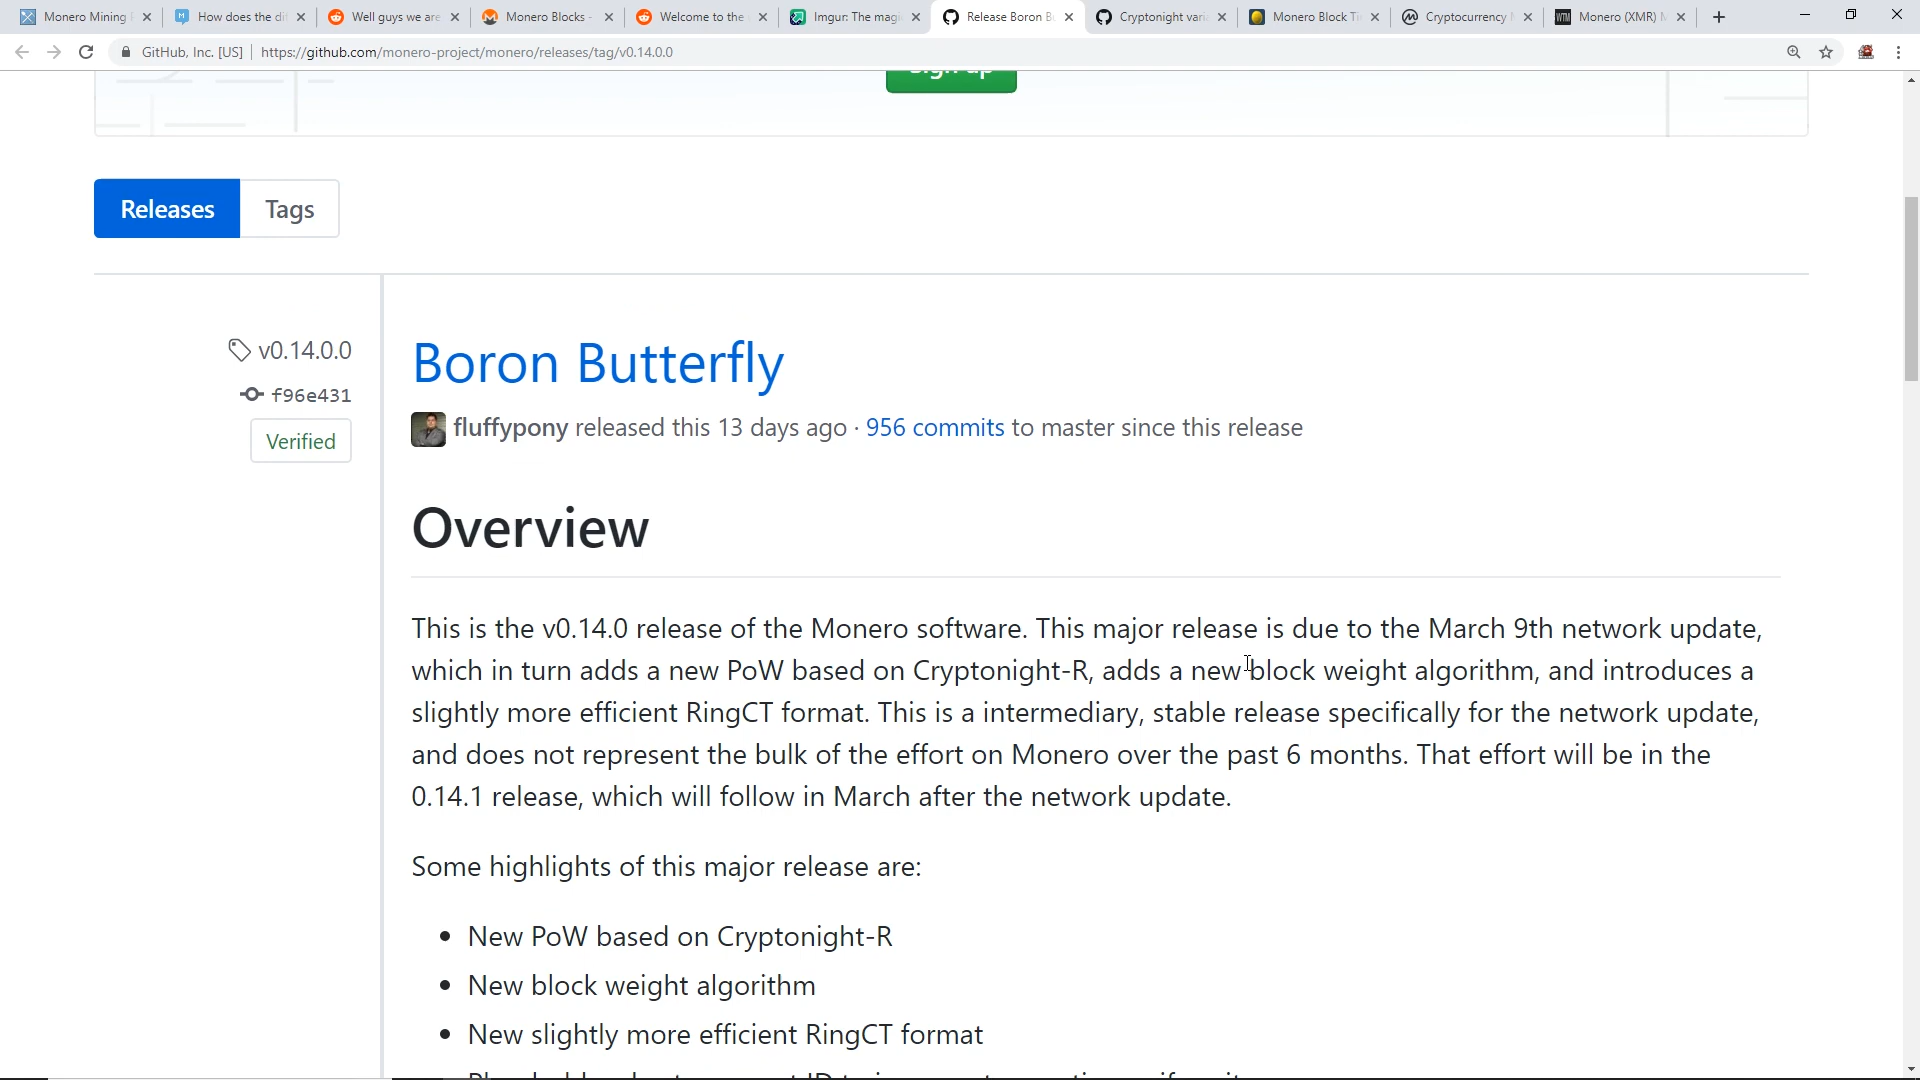 Monero Mining
How does the di
Well guys we are
Monero Blocks -
Welcome to the
Imgur: The magi
Release Boron B
Cryptonight vari
Monero Block Ti
Cryptocurrency
Monero (XMR)
GitHub, Inc. [US]
https://github.com/monero-project/monero/releases/tag/v0.14.0.0
Sign up
Releases
Tags
v0.14.0.0
f96e431
Verified
Boron Butterfly
fluffypony released this 13 days ago · 956 commits to master since this release
Overview
This is the v0.14.0 release of the Monero software. This major release is due to the March 9th network update,
which in turn adds a new PoW based on Cryptonight-R, adds a new block weight algorithm, and introduces a
slightly more efficient RingCT format. This is a intermediary, stable release specifically for the network update,
and does not represent the bulk of the effort on Monero over the past 6 months. That effort will be in the
0.14.1 release, which will follow in March after the network update.
Some highlights of this major release are:
New PoW based on Cryptonight-R
New block weight algorithm
New slightly more efficient RingCT format